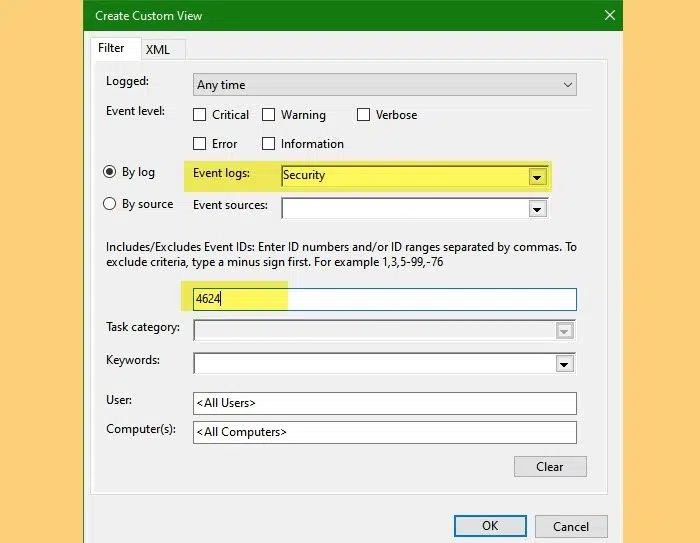 Create Custom View
Filter XML
Logged: Any time
Event level: Critical Warning Verbose
Error Information
By log Event logs: Security
By source Event sources:
Includes/Excludes Event IDs: Enter ID numbers and/or ID ranges separated by commas. To
exclude criteria, type a minus sign first. For example 1,3,5-99,-76
4624
Task category:
Keywords:
User: <All Users>
Computer(s): <All Computers>
Clear
OK Cancel